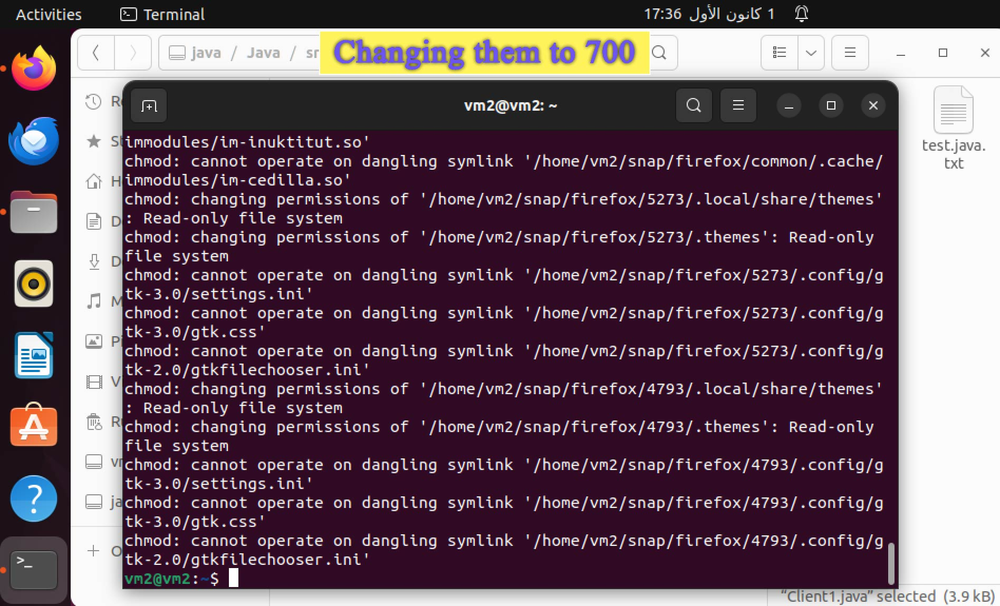 Activities
Terminal
17:36 1 كانون الأول
java / Java / sr
Changing them to 700
vm2@vm2: ~
immodules/im-inuktitut.so'
chmod: cannot operate on dangling symlink '/home/vm2/snap/firefox/common/.cache/
immodules/im-cedilla.so'
chmod: changing permissions of '/home/vm2/snap/firefox/5273/.local/share/themes'
: Read-only file system
chmod: changing permissions of '/home/vm2/snap/firefox/5273/.themes': Read-only
file system
chmod: cannot operate on dangling symlink '/home/vm2/snap/firefox/5273/.config/g
tk-3.0/settings.ini'
chmod: cannot operate on dangling symlink '/home/vm2/snap/firefox/5273/.config/g
tk-3.0/gtk.css'
chmod: cannot operate on dangling symlink '/home/vm2/snap/firefox/5273/.config/g
tk-2.0/gtkfilechooser.ini'
chmod: changing permissions of '/home/vm2/snap/firefox/4793/.local/share/themes'
: Read-only file system
chmod: changing permissions of '/home/vm2/snap/firefox/4793/.themes': Read-only
file system
chmod: cannot operate on dangling symlink '/home/vm2/snap/firefox/4793/.config/g
tk-3.0/settings.ini'
chmod: cannot operate on dangling symlink '/home/vm2/snap/firefox/4793/.config/g
tk-3.0/gtk.css'
chmod: cannot operate on dangling symlink '/home/vm2/snap/firefox/4793/.config/g
tk-2.0/gtkfilechooser.ini'
vm2@vm2:~$
test.java.
txt
“Client1.java” selected (3.9 kB)